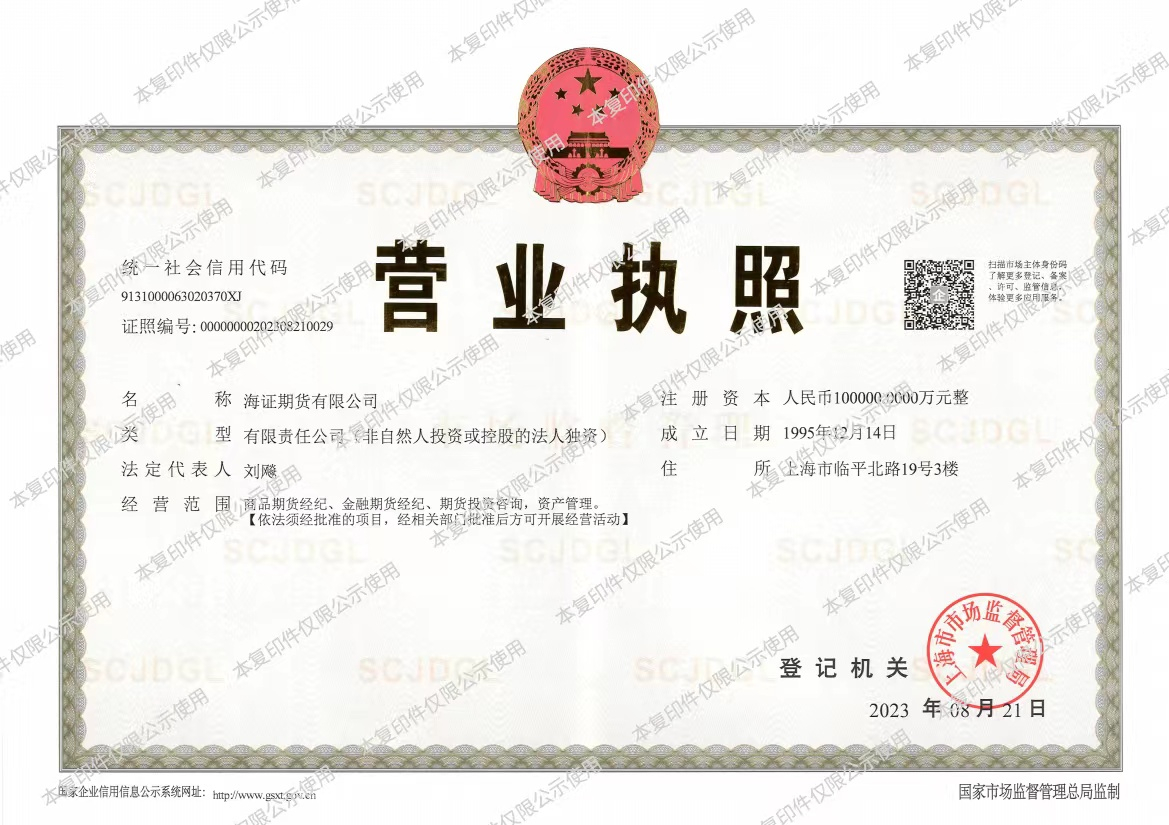 营业执照
统一社会信用代码
9131000063020370XJ
证照编号:00000000202308210029
扫描市场主体身份码
了解更多登记、备案
、许可、监管信息，
体验更多应用服务。
名称 海证期货有限公司
类型 有限责任公司（非自然人投资或控股的法人独资）
法定代表人 刘飚
经营范围 商品期货经纪、金融期货经纪、期货投资咨询，资产管理。
【依法须经批准的项目，经相关部门批准后方可开展经营活动】
注册资本 人民币100000.0000万元整
成立日期 1995年12月14日
住所 上海市临平北路19号3楼
登记机关
上海市市场监督管理局
2023 年 08 月 21 日
国家企业信用信息公示系统网址：http://www.gsxt.gov.cn
国家市场监督管理总局监制
SCJDGL
本复印件仅限公示使用